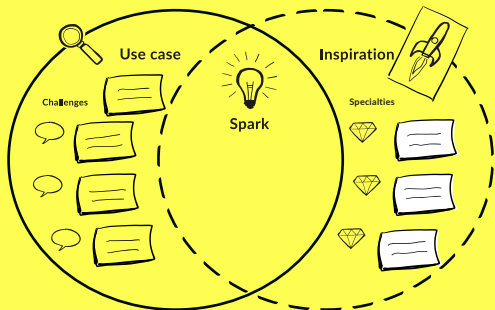 Use case
Inspiration
Challenges
Specialties
Spark